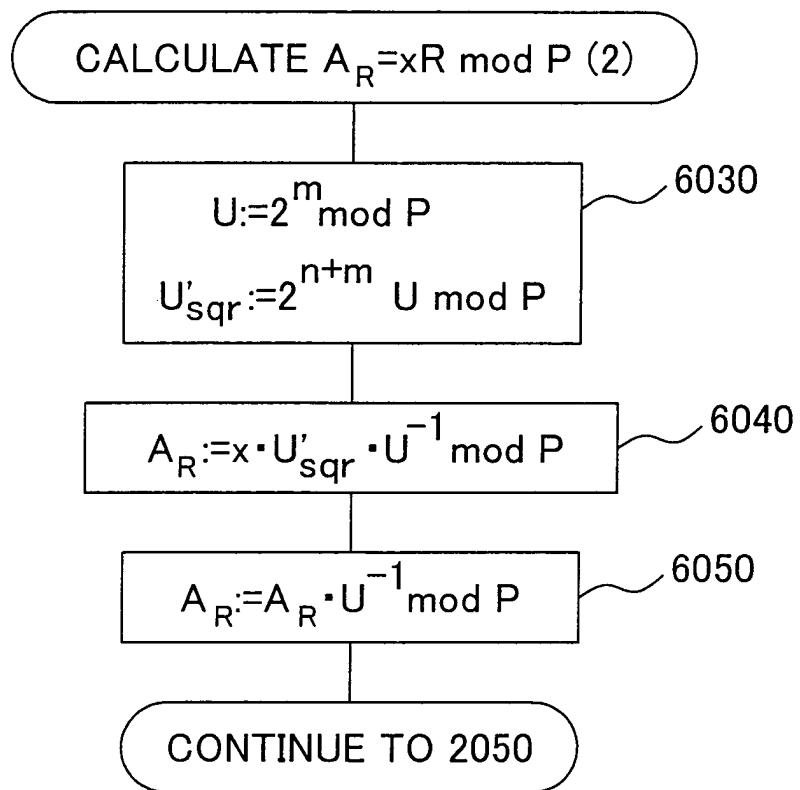 CALCULATE A_R=xR mod P (2)
U:=2^m mod P
U'_sqr:=2^{n+m} U mod P
6030
A_R:=x·U'_sqr·U^{-1} mod P
6040
A_R:=A_R·U^{-1} mod P
6050
CONTINUE TO 2050